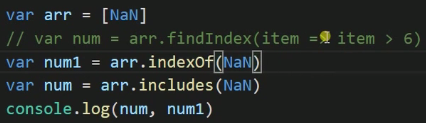 var arr = [NaN]
// var num = arr.findIndex(item = item > 6)
var num1 = arr.indexOf(NaN)
var num = arr.includes(NaN)
console.log(num, num1)